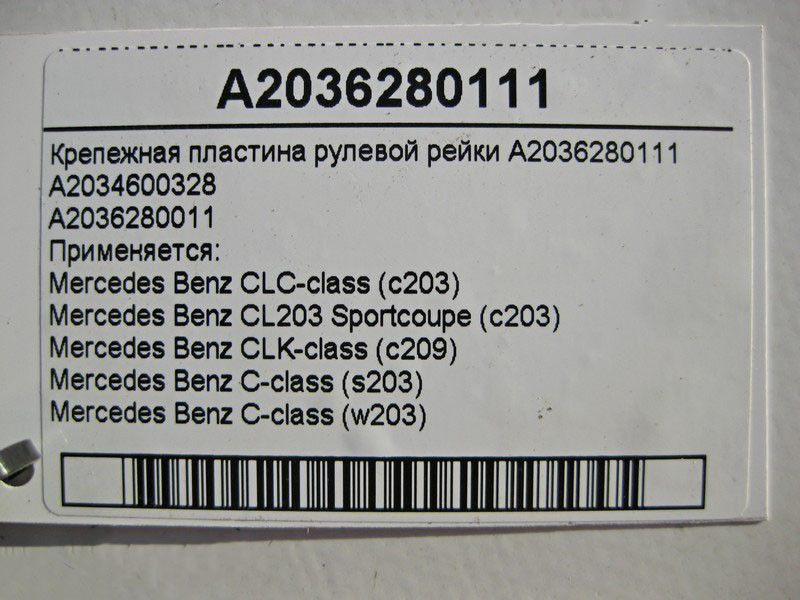 A2036280111
Крепежная пластина рулевой рейки A2036280111
A2034600328
A2036280011
Применяется:
Mercedes Benz CLC-class (c203)
Mercedes Benz CL203 Sportcoupe (c203)
Mercedes Benz CLK-class (c209)
Mercedes Benz C-class (s203)
Mercedes Benz C-class (w203)